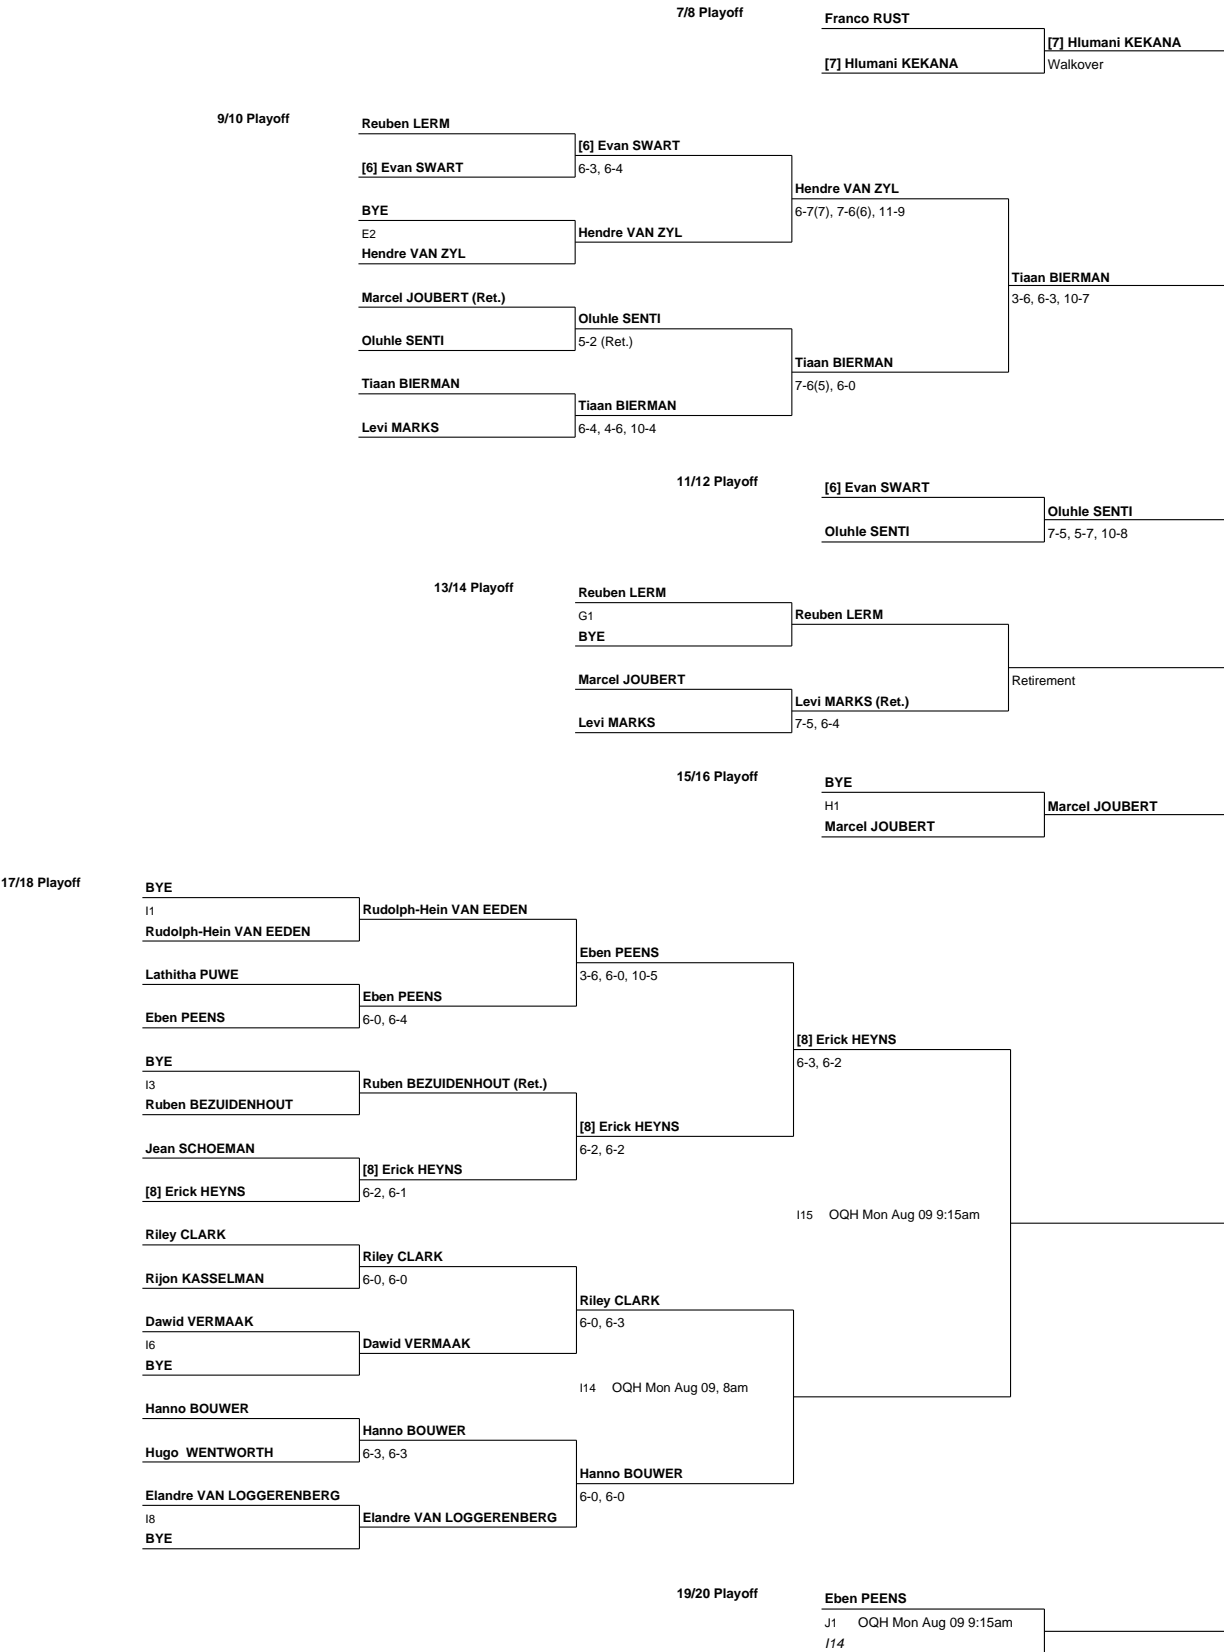 7/8 Playoff
Franco RUST
[7] Hlumani KEKANA
[7] Hlumani KEKANA
Walkover
9/10 Playoff
Reuben LERM
[6] Evan SWART
[6] Evan SWART
6-3, 6-4
Hendre VAN ZYL
BYE
6-7(7), 7-6(6), 11-9
E2
Hendre VAN ZYL
Hendre VAN ZYL
Tiaan BIERMAN
Marcel JOUBERT (Ret.)
3-6, 6-3, 10-7
Oluhle SENTI
Oluhle SENTI
5-2 (Ret.)
Tiaan BIERMAN
Tiaan BIERMAN
7-6(5), 6-0
Tiaan BIERMAN
Levi MARKS
6-4, 4-6, 10-4
11/12 Playoff
[6] Evan SWART
Oluhle SENTI
Oluhle SENTI
7-5, 5-7, 10-8
13/14 Playoff
Reuben LERM
G1
Reuben LERM
BYE
Marcel JOUBERT
Retirement
Levi MARKS (Ret.)
Levi MARKS
7-5, 6-4
15/16 Playoff
BYE
H1
Marcel JOUBERT
Marcel JOUBERT
17/18 Playoff
BYE
I1
Rudolph-Hein VAN EEDEN
Rudolph-Hein VAN EEDEN
Eben PEENS
Lathitha PUWE
3-6, 6-0, 10-5
Eben PEENS
Eben PEENS
6-0, 6-4
[8] Erick HEYNS
BYE
6-3, 6-2
I3
Ruben BEZUIDENHOUT (Ret.)
Ruben BEZUIDENHOUT
[8] Erick HEYNS
Jean SCHOEMAN
6-2, 6-2
[8] Erick HEYNS
[8] Erick HEYNS
6-2, 6-1
I15 OQH Mon Aug 09 9:15am
Riley CLARK
Riley CLARK
Rijon KASSELMAN
6-0, 6-0
Riley CLARK
Dawid VERMAAK
6-0, 6-3
I6
Dawid VERMAAK
BYE
I14 OQH Mon Aug 09, 8am
Hanno BOUWER
Hanno BOUWER
Hugo WENTWORTH
6-3, 6-3
Hanno BOUWER
Elandre VAN LOGGERENBERG
6-0, 6-0
I8
Elandre VAN LOGGERENBERG
BYE
19/20 Playoff
Eben PEENS
J1 OQH Mon Aug 09 9:15am
I14